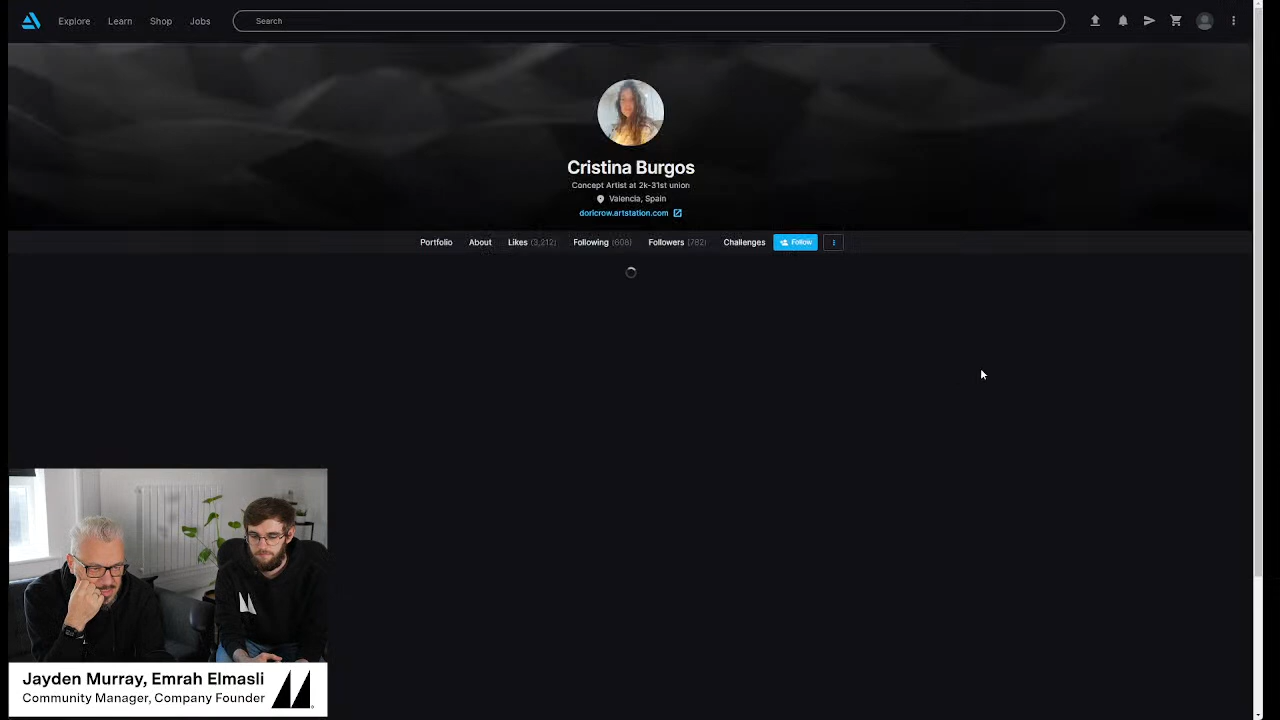 Explore
Learn
Shop
Jobs
Search
Cristina Burgos
Concept Artist at 2k-31st union
Valencia, Spain
doricrow.artstation.com
Portfolio
About
Likes (3,212)
Following (608)
Followers (782)
Challenges
Follow
Jayden Murray, Emrah Elmasli
Community Manager, Company Founder